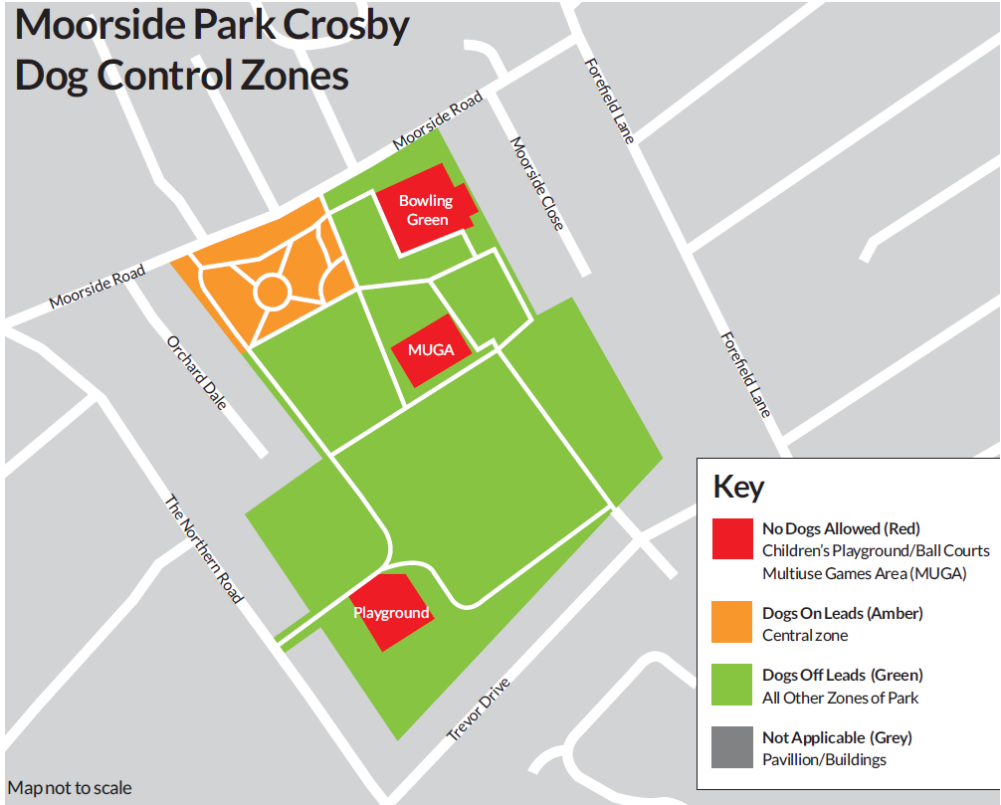 Moorside Park Crosby
Dog Control Zones
Moorside Road
Forefield Lane
Moorside Close
Bowling
Green
Moorside Road
Orchard Dale
MUGA
Forefield Lane
The Northern Road
Playground
Trevor Drive
Key
No Dogs Allowed (Red)
Children's Playground/Ball Courts
Multiuse Games Area (MUGA)
Dogs On Leads (Amber)
Central zone
Dogs Off Leads (Green)
All Other Zones of Park
Not Applicable (Grey)
Pavillion/Buildings
Map not to scale